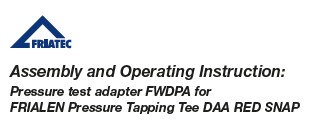 FRIATEC
Assembly and Operating Instruction:
Pressure test adapter FWDPA for
FRIALEN Pressure Tapping Tee DAA RED SNAP